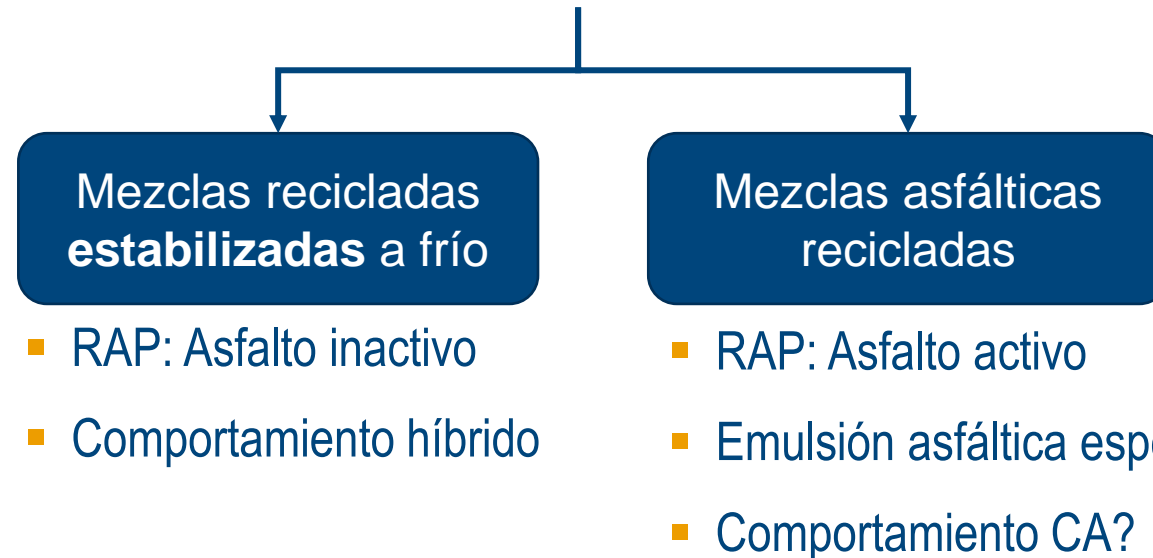 Mezclas recicladas
estabilizadas a frío
RAP: Asfalto inactivo
Comportamiento híbrido
Mezclas asfálticas
recicladas
RAP: Asfalto activo
Emulsión asfáltica
Comportamiento CA?